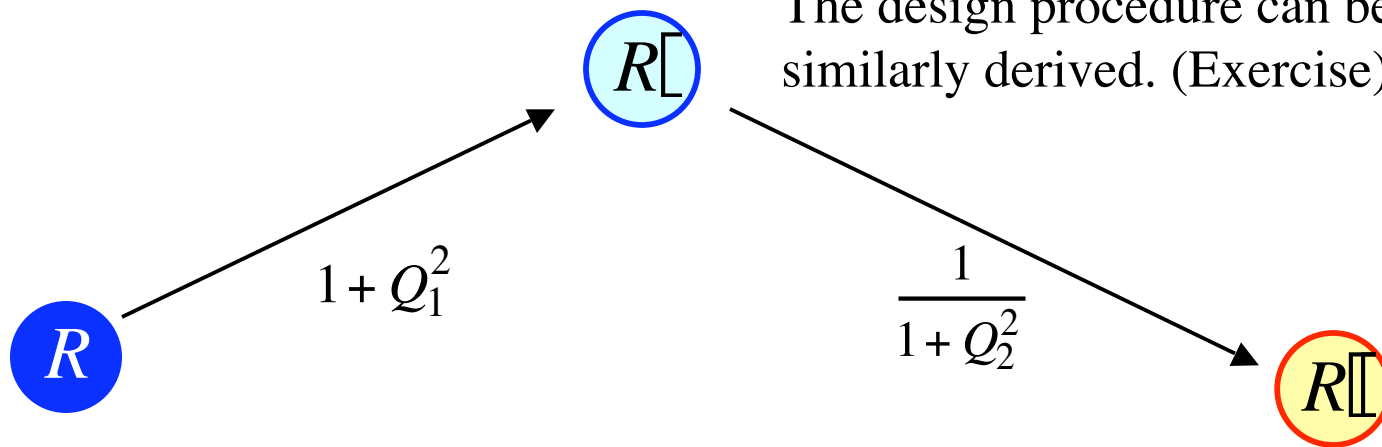 The design procedure can be
similarly derived. (Exercise)
R[
1 + Q₁²
1
1 + Q₂²
R
R[[